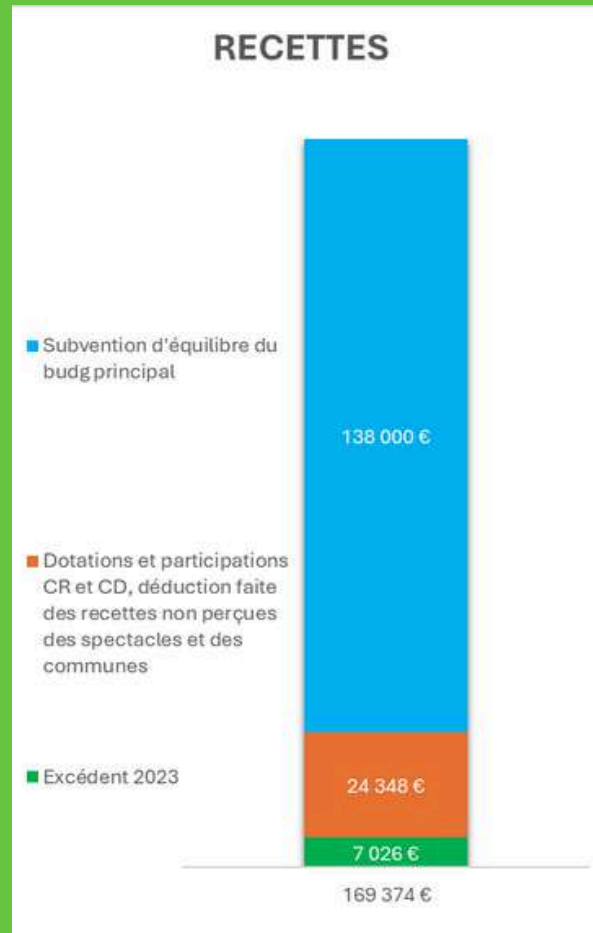 RECETTES
Subvention d'équilibre du
budg principal
138 000 €
Dotations et participations
CR et CD, déduction faite
des recettes non perçues
des spectacles et des
communes
Excédent 2023
24 348 €
7 026 €
169 374 €